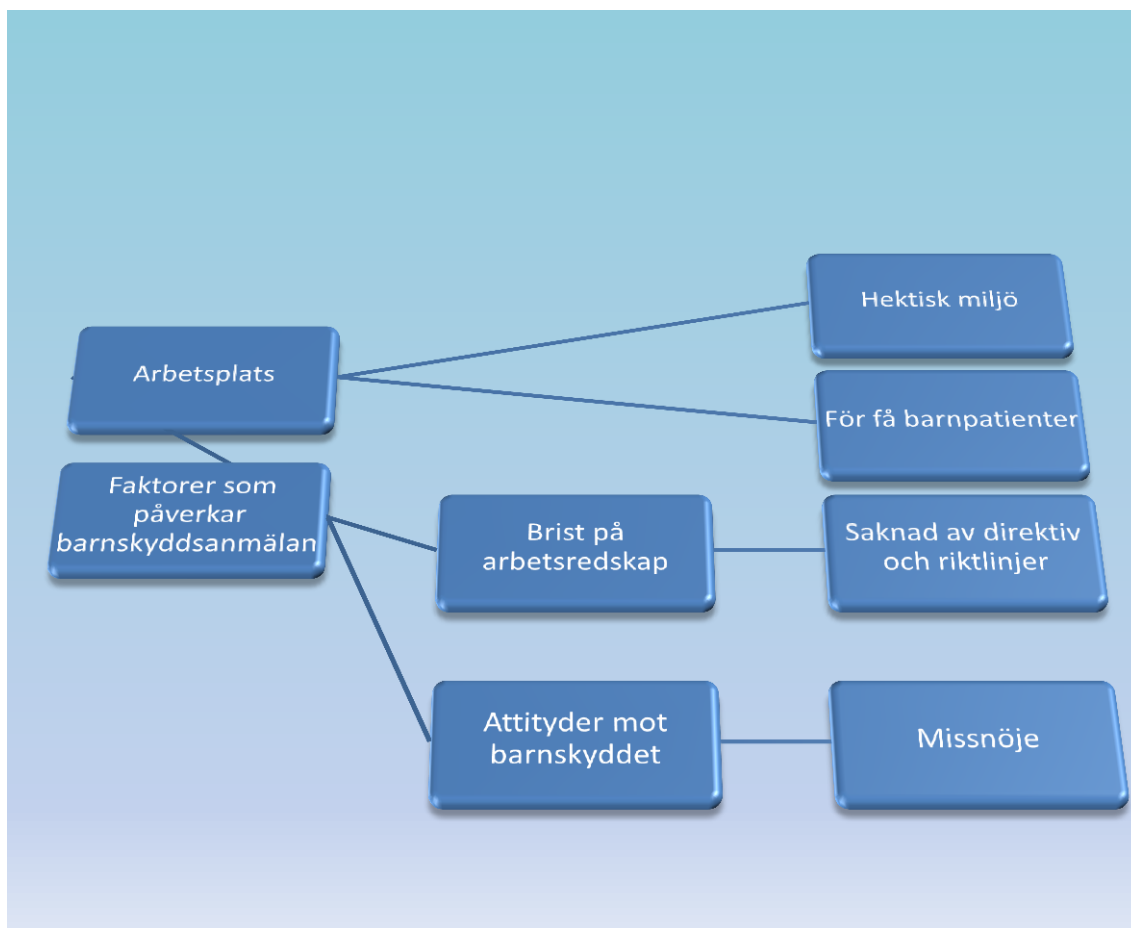 Hektisk miljö
Arbetsplats
För få barnpatienter
Faktorer som
påverkar
barnskyddsanmälan
Brist på
arbetsredskap
Saknad av direktiv
och riktlinjer
Attityder mot
barnskyddet
Missnöje